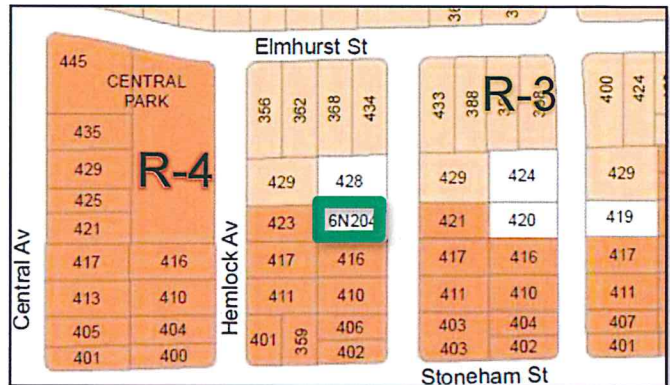 Elmhurst St
445
CENTRAL
PARK
435
429
425
421
417 416
413 410
405 404
401 400
R-4
Central Av
Hemlock Av
356 362 368 434
429 428
423 6N204
417 416
411 410
401 359 406
402
R-3
433 388
429 424
421 420
417 416
411 410
403 404
403 402
400 424
429
419
417
411
407
401
Stoneham St